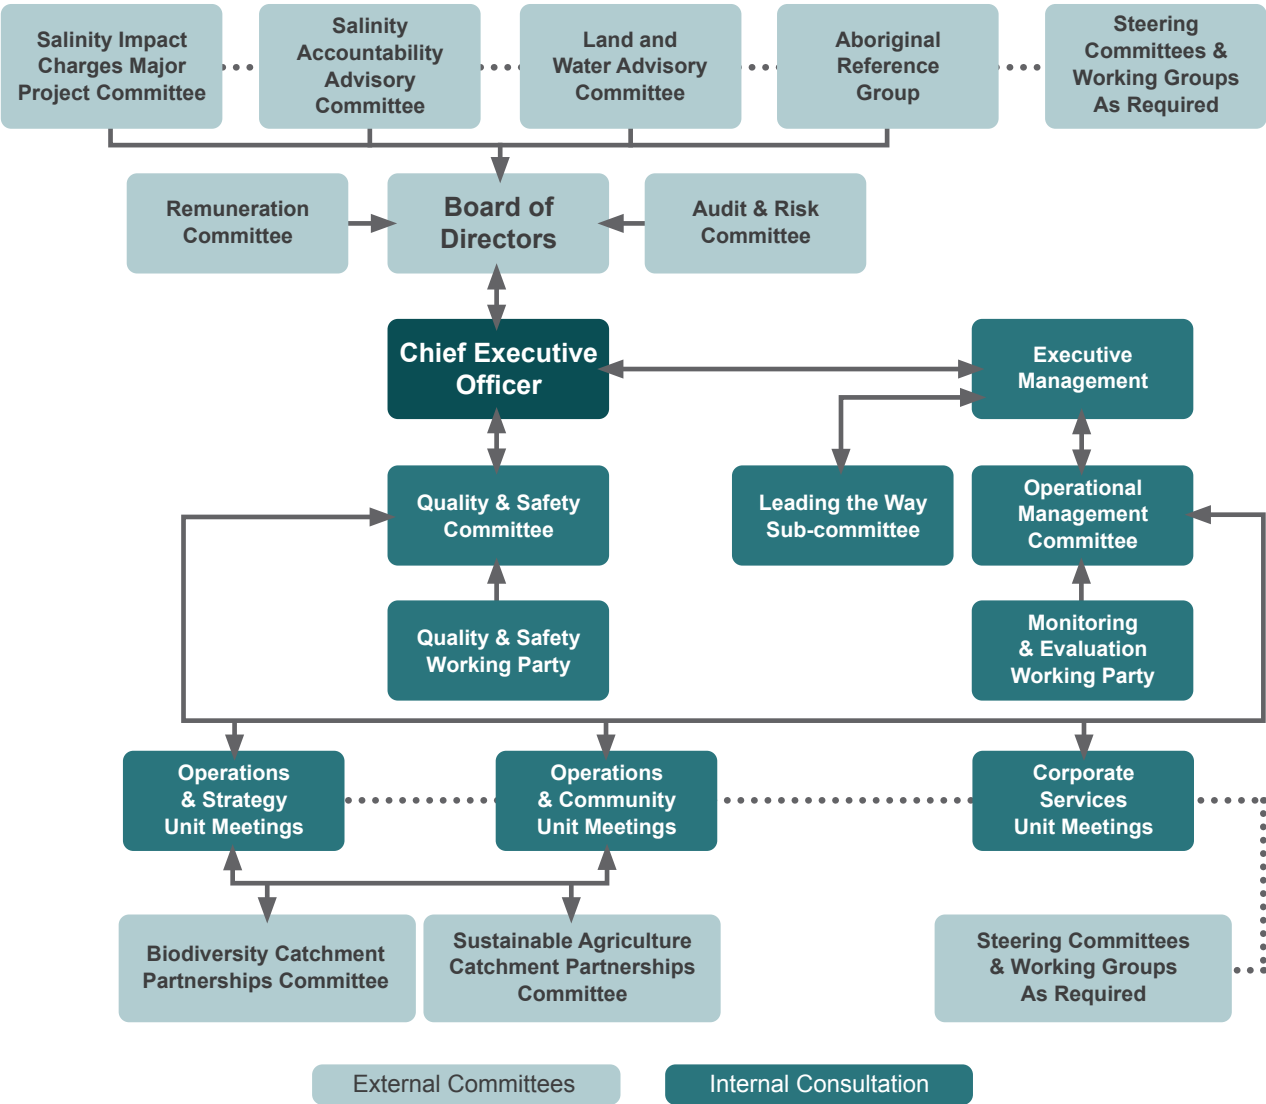 Salinity Impact
Charges Major
Project Committee
Salinity
Accountability
Advisory
Committee
Land and
Water Advisory
Committee
Aboriginal
Reference
Group
Steering
Committees &
Working Groups
As Required
Remuneration
Committee
Board of
Directors
Audit & Risk
Committee
Chief Executive
Officer
Executive
Management
Quality & Safety
Committee
Leading the Way
Sub-committee
Operational
Management
Committee
Quality & Safety
Working Party
Monitoring
& Evaluation
Working Party
Operations
& Strategy
Unit Meetings
Operations
& Community
Unit Meetings
Corporate
Services
Unit Meetings
Biodiversity Catchment
Partnerships Committee
Sustainable Agriculture
Catchment Partnerships
Committee
Steering Committees
& Working Groups
As Required
External Committees
Internal Consultation